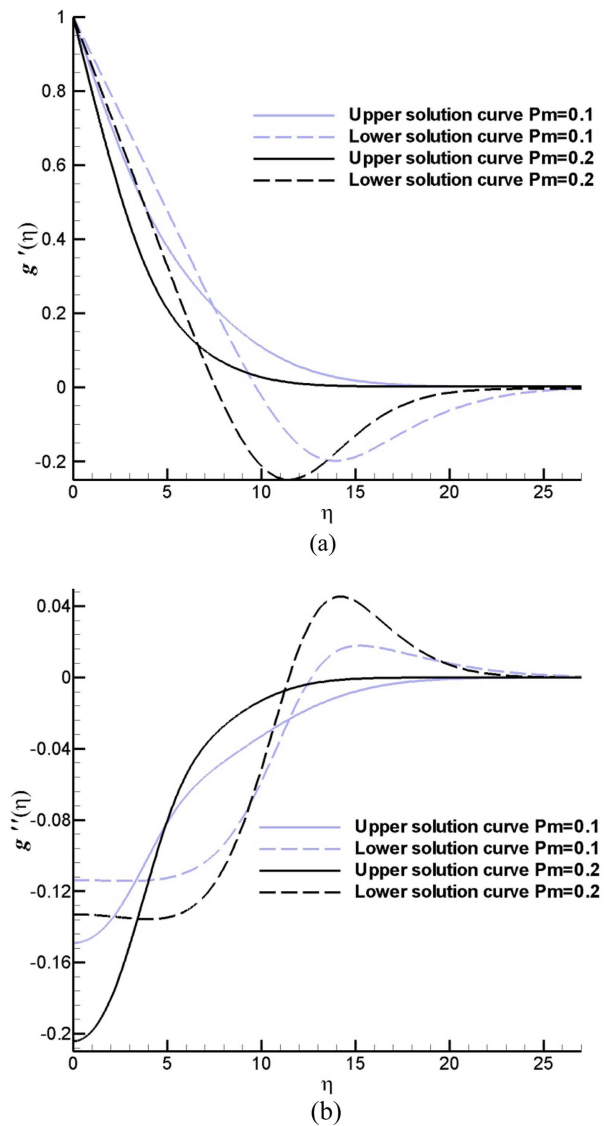 1
0.8
0.6
0.4
0.2
0
-0.2
g '(η)
Upper solution curve Pm=0.1
Lower solution curve Pm=0.1
Upper solution curve Pm=0.2
Lower solution curve Pm=0.2
0 5 10 15 20 25
η
(a)
0.04
0
-0.04
-0.08
-0.12
-0.16
-0.2
g ''(η)
Upper solution curve Pm=0.1
Lower solution curve Pm=0.1
Upper solution curve Pm=0.2
Lower solution curve Pm=0.2
0 5 10 15 20 25
η
(b)